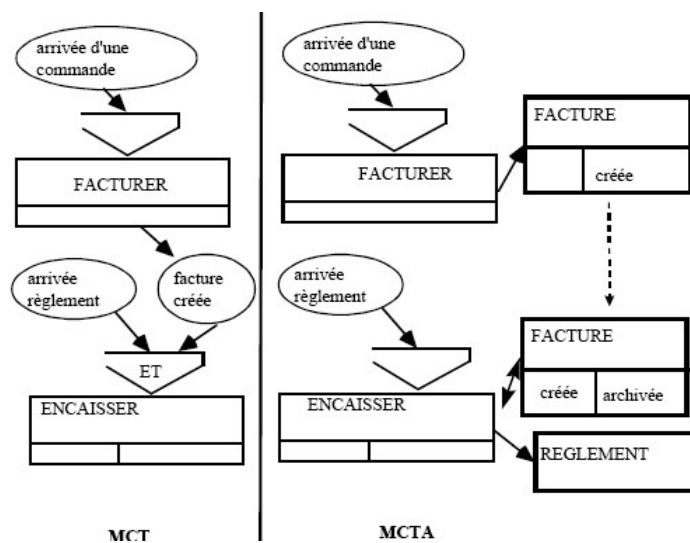 arrivée d'une
commande
FACTURER
arrivée
règlement
facture
créée
ET
ENCAISSER
MCT
arrivée d'une
commande
FACTURE
créée
FACTURER
arrivée
règlement
FACTURE
créée
archivée
ENCAISSER
REGLEMENT
MCTA